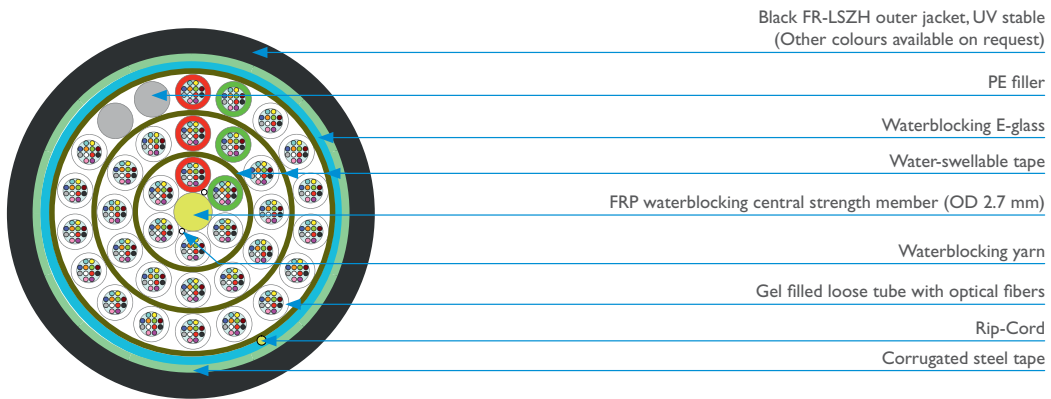 Black FR-LSZH outer jacket, UV stable
(Other colours available on request)
PE filler
Waterblocking E-glass
Water-swellable tape
FRP waterblocking central strength member (OD 2.7 mm)
Waterblocking yarn
Gel filled loose tube with optical fibers
Rip-Cord
Corrugated steel tape